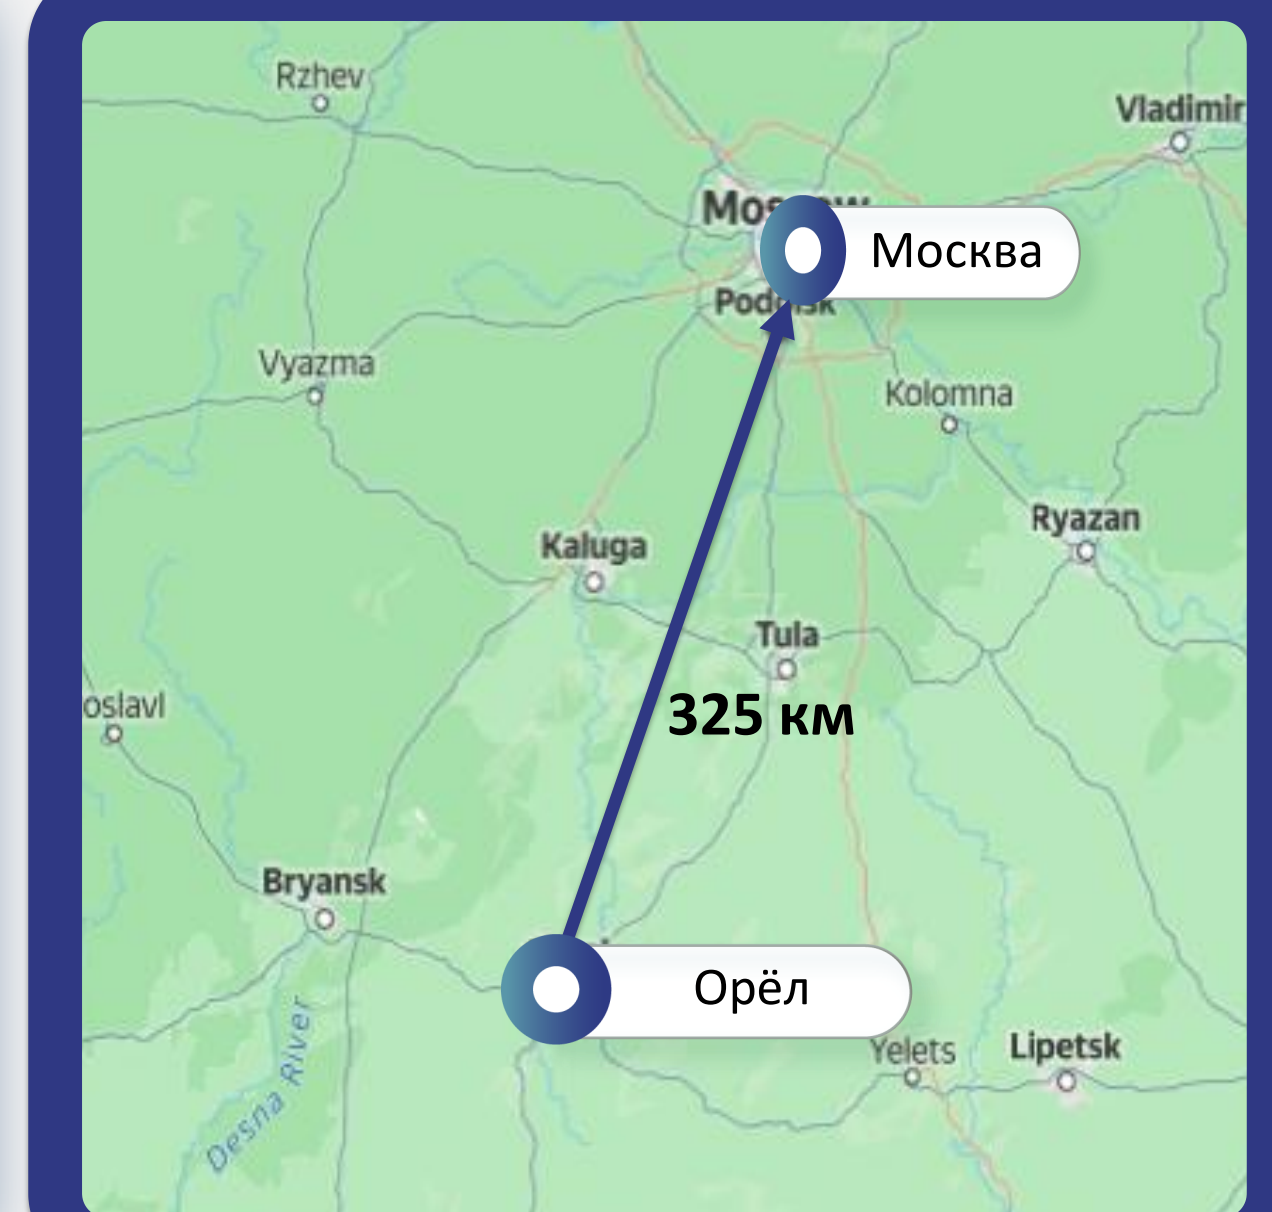 Rzhev
Vladimir
Москва
Vyazma
Kolomna
Ryazan
Kaluga
Tula
325 км
oslavl
Bryansk
Орёл
Yelets
Lipetsk
Desna River